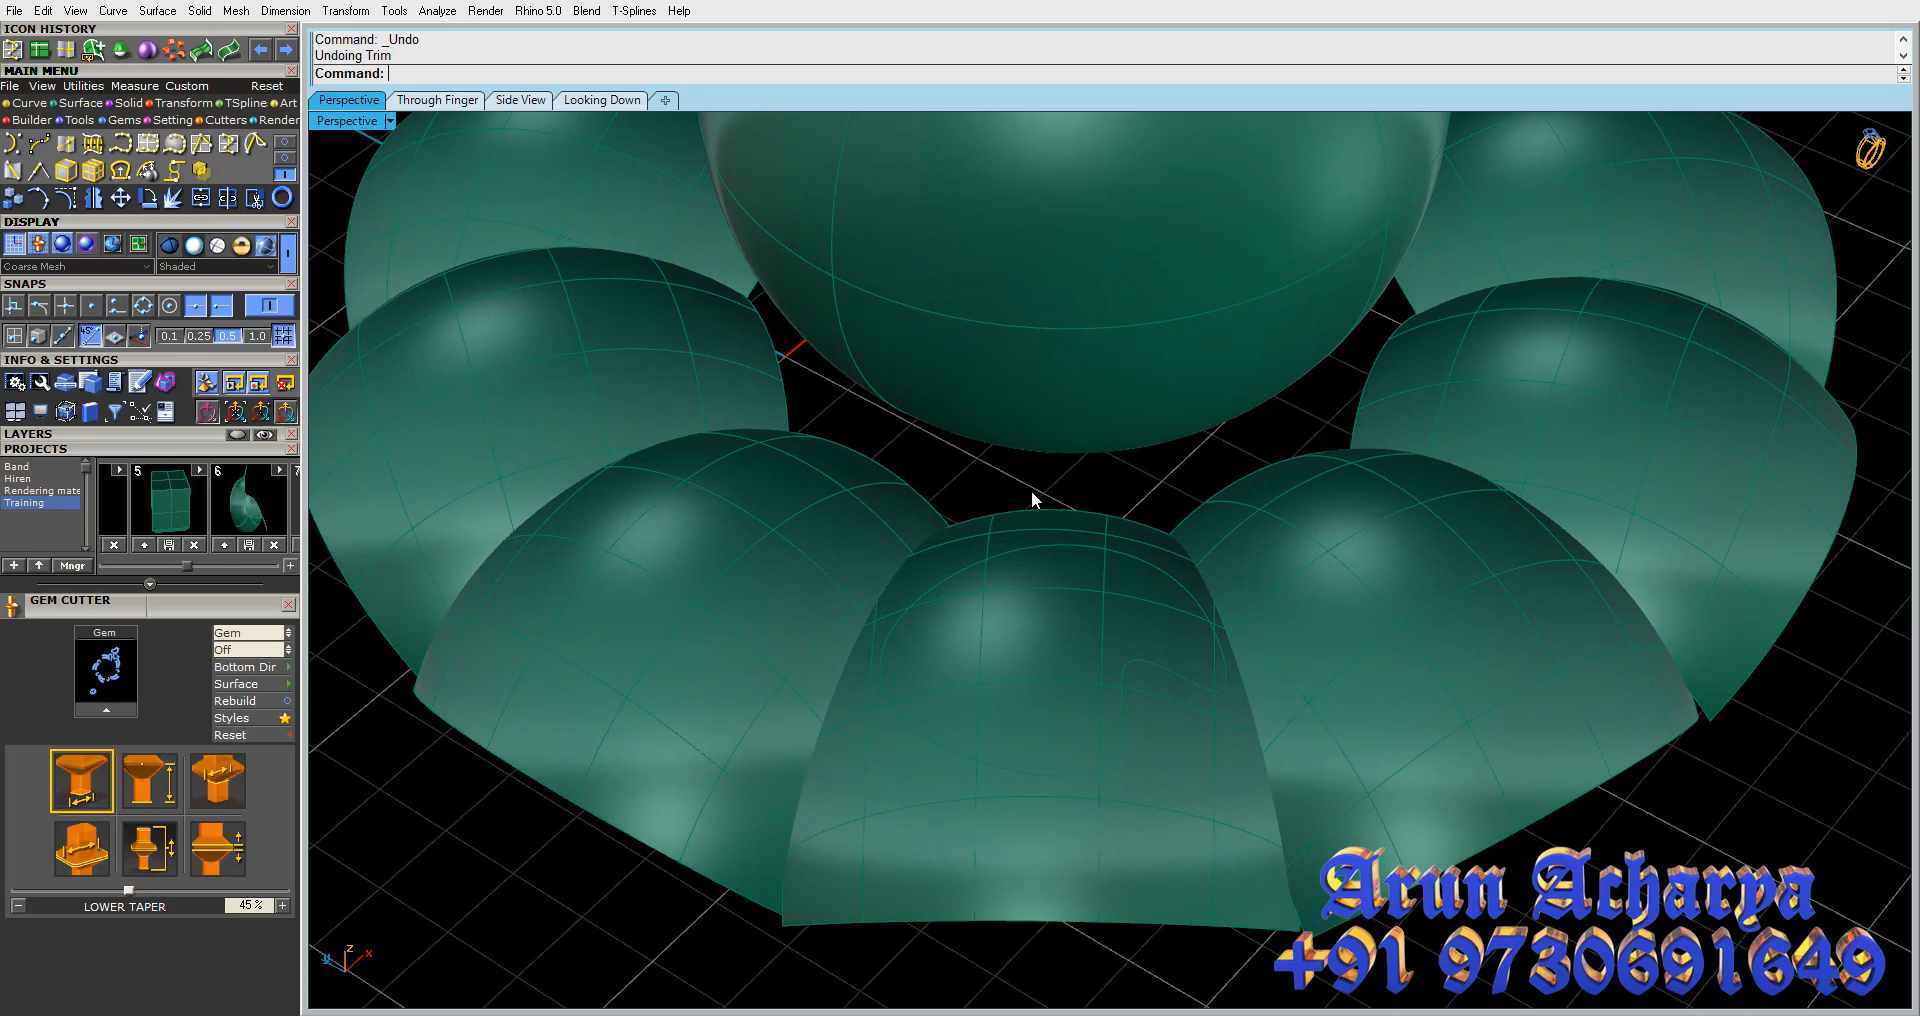 File Edit View Curve Surface Solid Mesh Dimension Transform Tools Analyze Render Rhino 5.0 Blend T-Splines Help
ICON HISTORY
Command: _Undo
Undoing Trim
Command:
MAIN MENU
File View Utilities Measure Custom Reset
Curve Surface Solid Transform TSpline Art
Builder Tools Gems Setting Cutters Render
Perspective Through Finger Side View Looking Down
Perspective
DISPLAY
Coarse Mesh Shaded
SNAPS
45°
0.1 0.25 0.5 1.0
INFO & SETTINGS
LAYERS
PROJECTS
Band
Hiren
Rendering mate
Training
5 6 7
Mngr
GEM CUTTER
Gem
Gem
Off
Bottom Dir
Surface
Rebuild
Styles
Reset
LOWER TAPER 45 %
z
y x
Arun Acharya
+91 9730691649